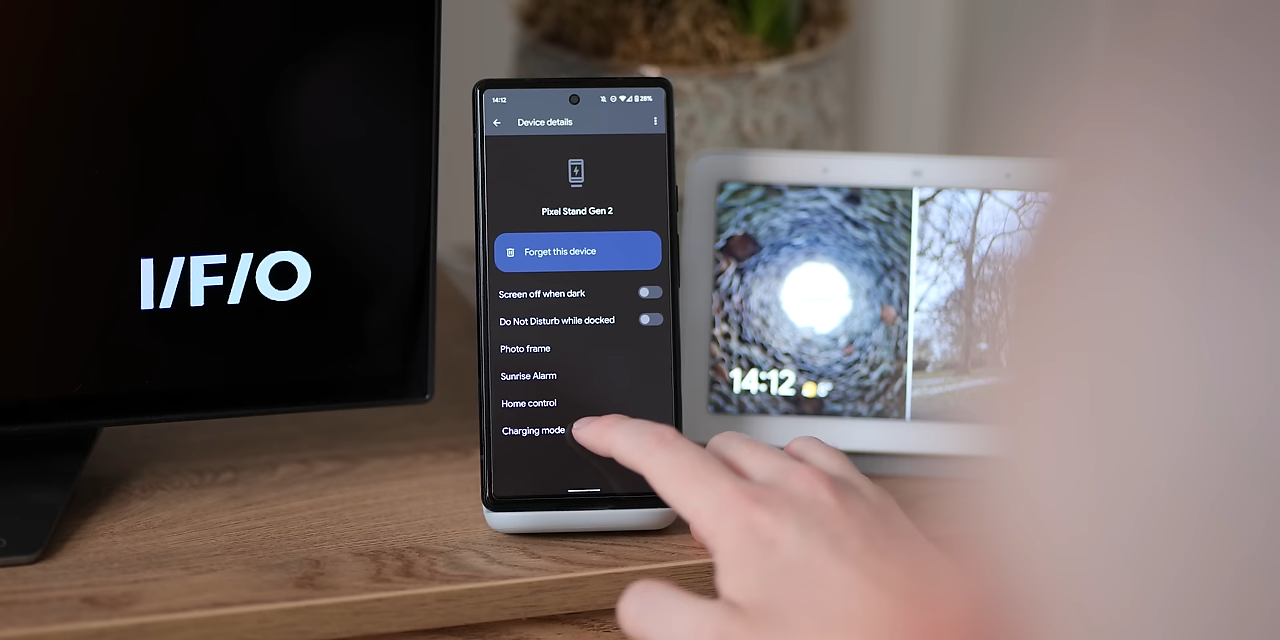 I/F/O
14:12
28%
Device details
Pixel Stand Gen 2
Forget this device
Screen off when dark
Do Not Disturb while docked
Photo frame
Sunrise Alarm
Home control
Charging mode
14:12